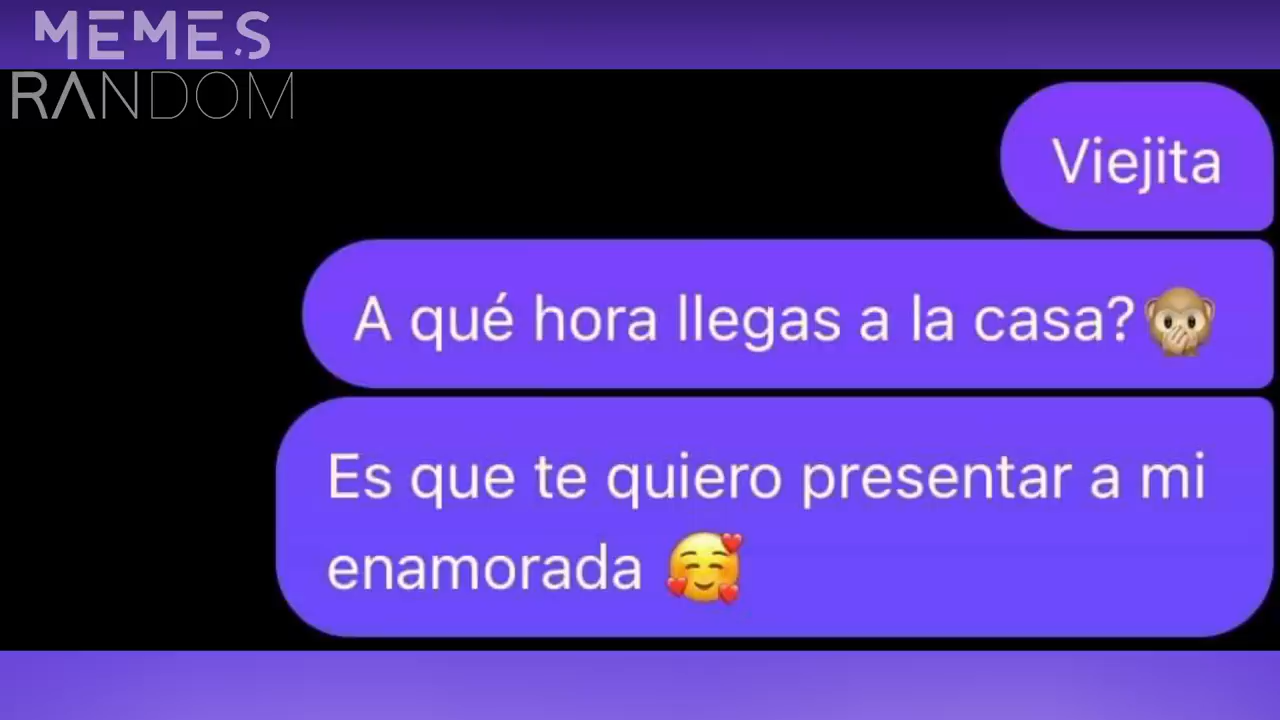 MEMES
RANDOM
Viejita
A qué hora llegas a la casa?🙊
Es que te quiero presentar a mi
enamorada 🥰